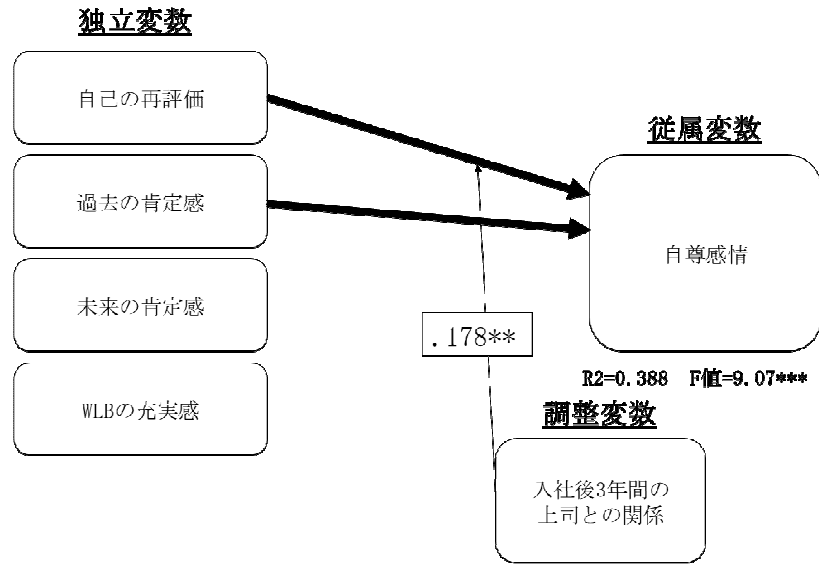 独立変数
自己の再評価
過去の肯定感
未来の肯定感
WLBの充実感
従属変数
自尊感情
.178**
R2=0.388 F値=9.07***
調整変数
入社後3年間の
上司との関係